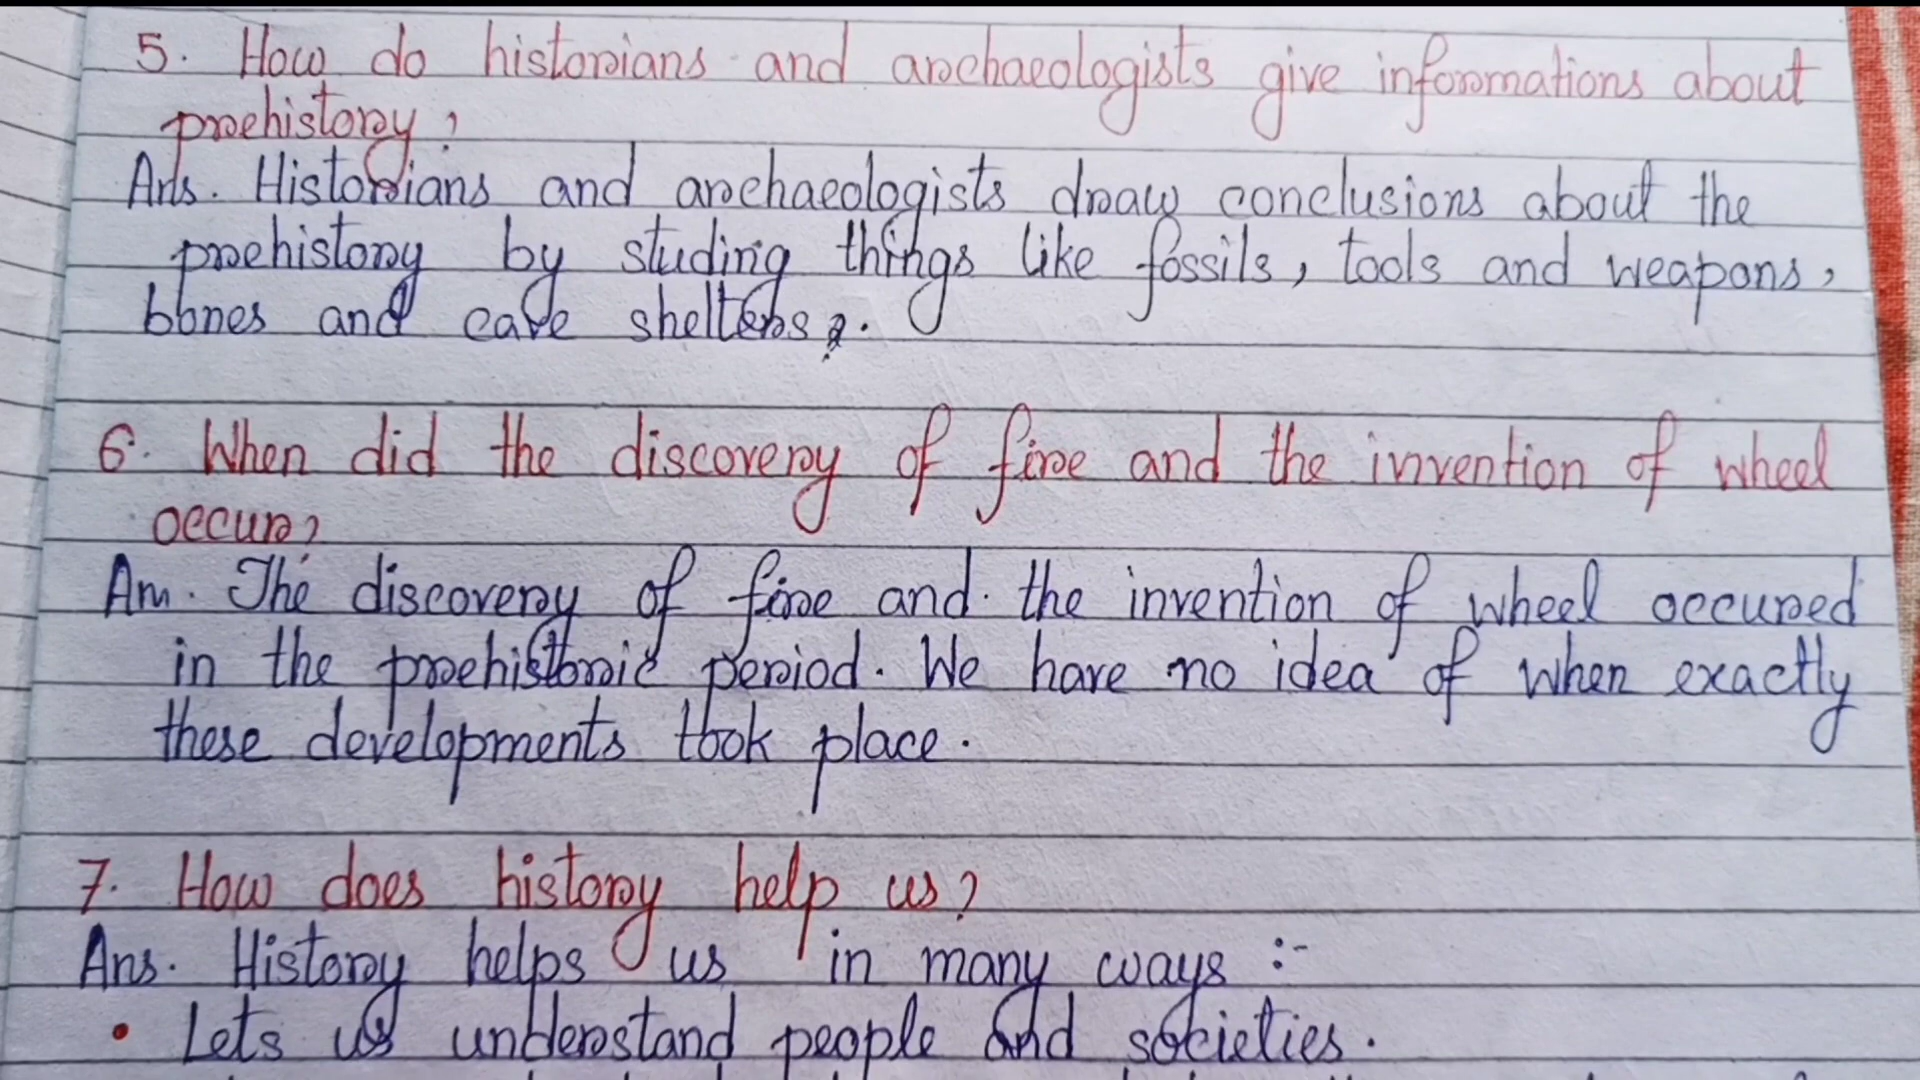 5. How do historians and archaeologists give informations about
prehistory?
Ans. Historians and archaeologists draw conclusions about the
prehistory by studing things like fossils, tools and weapons,
bones and cave shelters.
6. When did the discovery of fire and the invention of wheel
occur?
Ans. The discovery of fire and the invention of wheel occured
in the prehistoric period. We have no idea of when exactly
these developments took place.
7. How does history help us?
Ans. History helps us in many ways :-
• Lets us understand people and societies.